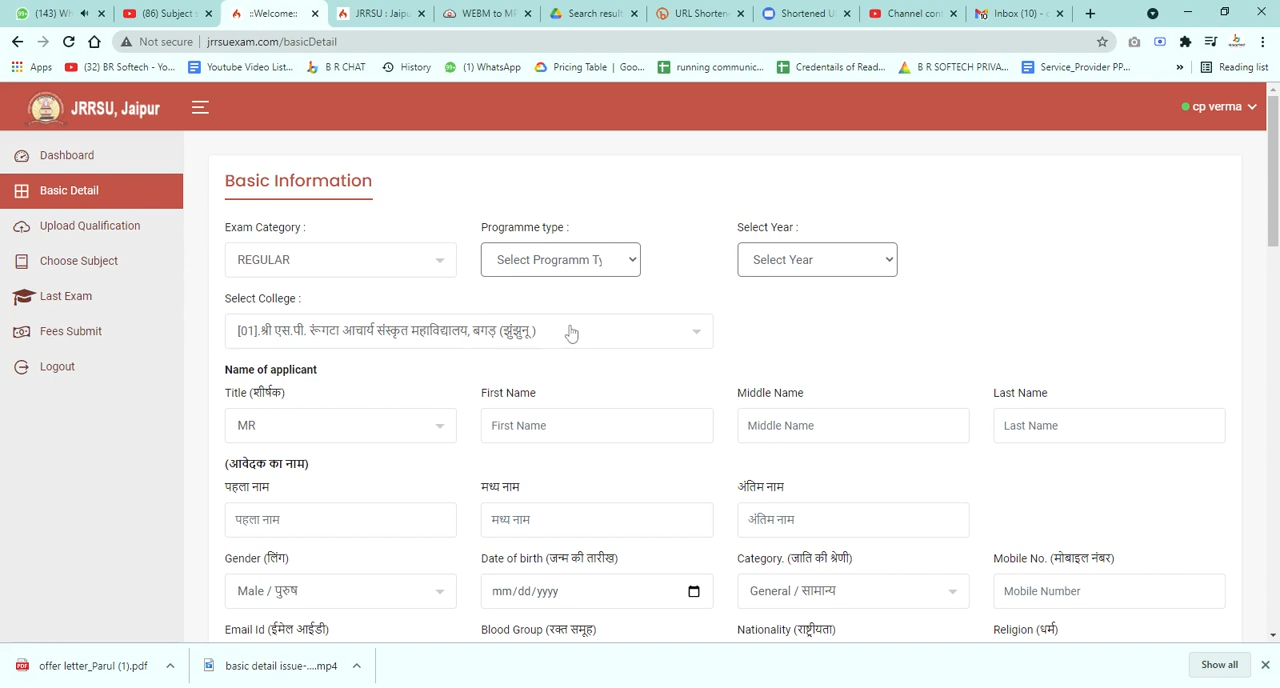 (143) Wh
(86) Subject s
::Welcome::
JRRSU : Jaipu
WEBM to MP
Search result
URL Shorten
Shortened U
Channel con
Inbox (10) - c
Not secure
jrrsuexam.com/basicDetail
Apps
(32) BR Softech - Yo...
Youtube Video List...
B R CHAT
History
(1) WhatsApp
Pricing Table | Goo...
running communic...
Credentails of Read...
B R SOFTECH PRIVA...
Service_Provider PP...
»
Reading list
JRRSU, Jaipur
cp verma
Dashboard
Basic Detail
Upload Qualification
Choose Subject
Last Exam
Fees Submit
Logout
Basic Information
Exam Category :
Programme type :
Select Year :
REGULAR
Select Programm Ty
Select Year
Select College :
[01].श्री एस.पी. रूंगटा आचार्य संस्कृत महाविद्यालय, बगड़ (झुंझुनू )
Name of applicant
Title (शीर्षक)
First Name
Middle Name
Last Name
MR
First Name
Middle Name
Last Name
(आवेदक का नाम)
पहला नाम
मध्य नाम
अंतिम नाम
पहला नाम
मध्य नाम
अंतिम नाम
Gender (लिंग)
Date of birth (जन्म की तारीख)
Category. (जाति की श्रेणी)
Mobile No. (मोबाइल नंबर)
Male / पुरुष
mm/dd/yyyy
General / सामान्य
Mobile Number
Email Id (ईमेल आईडी)
Blood Group (रक्त समूह)
Nationality (राष्ट्रीयता)
Religion (धर्म)
offer letter_Parul (1).pdf
basic detail issue-....mp4
Show all